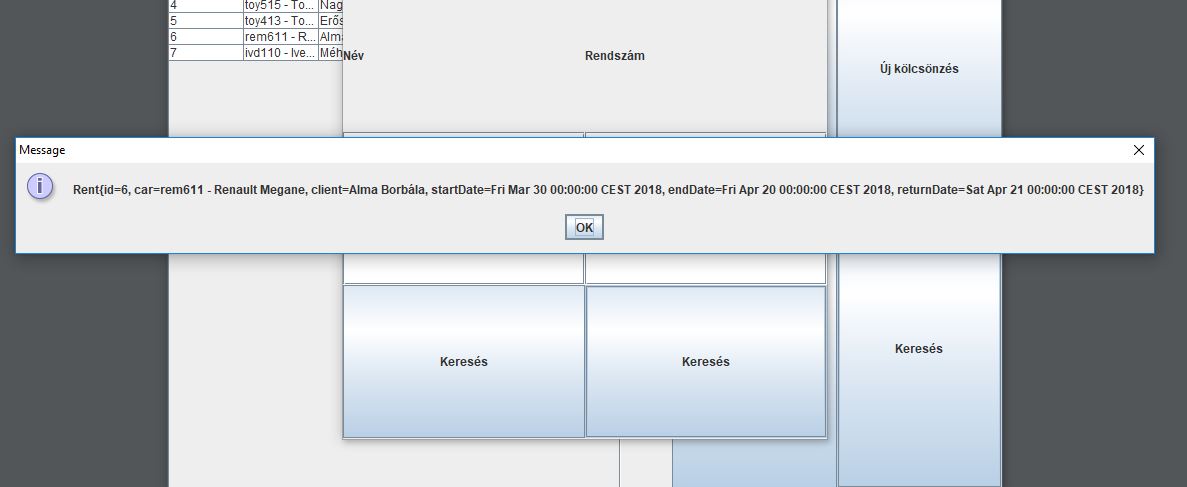 4 toy515 - To... Nag
5 toy413 - To... Erős
6 rem611 - R... Alma
7 ivd110 - Ive... Méh
Név Rendszám
Új kölcsönzés
Message
Rent{id=6, car=rem611 - Renault Megane, client=Alma Borbála, startDate=Fri Mar 30 00:00:00 CEST 2018, endDate=Fri Apr 20 00:00:00 CEST 2018, returnDate=Sat Apr 21 00:00:00 CEST 2018}
OK
Keresés
Keresés Keresés